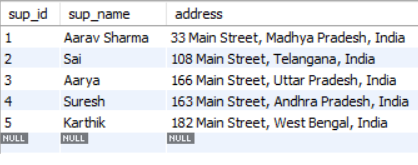 sup_id sup_name address
1 Aarav Sharma 33 Main Street, Madhya Pradesh, India
2 Sai 108 Main Street, Telangana, India
3 Aarya 166 Main Street, Uttar Pradesh, India
4 Suresh 163 Main Street, Andhra Pradesh, India
5 Karthik 182 Main Street, West Bengal, India
NULL NULL NULL